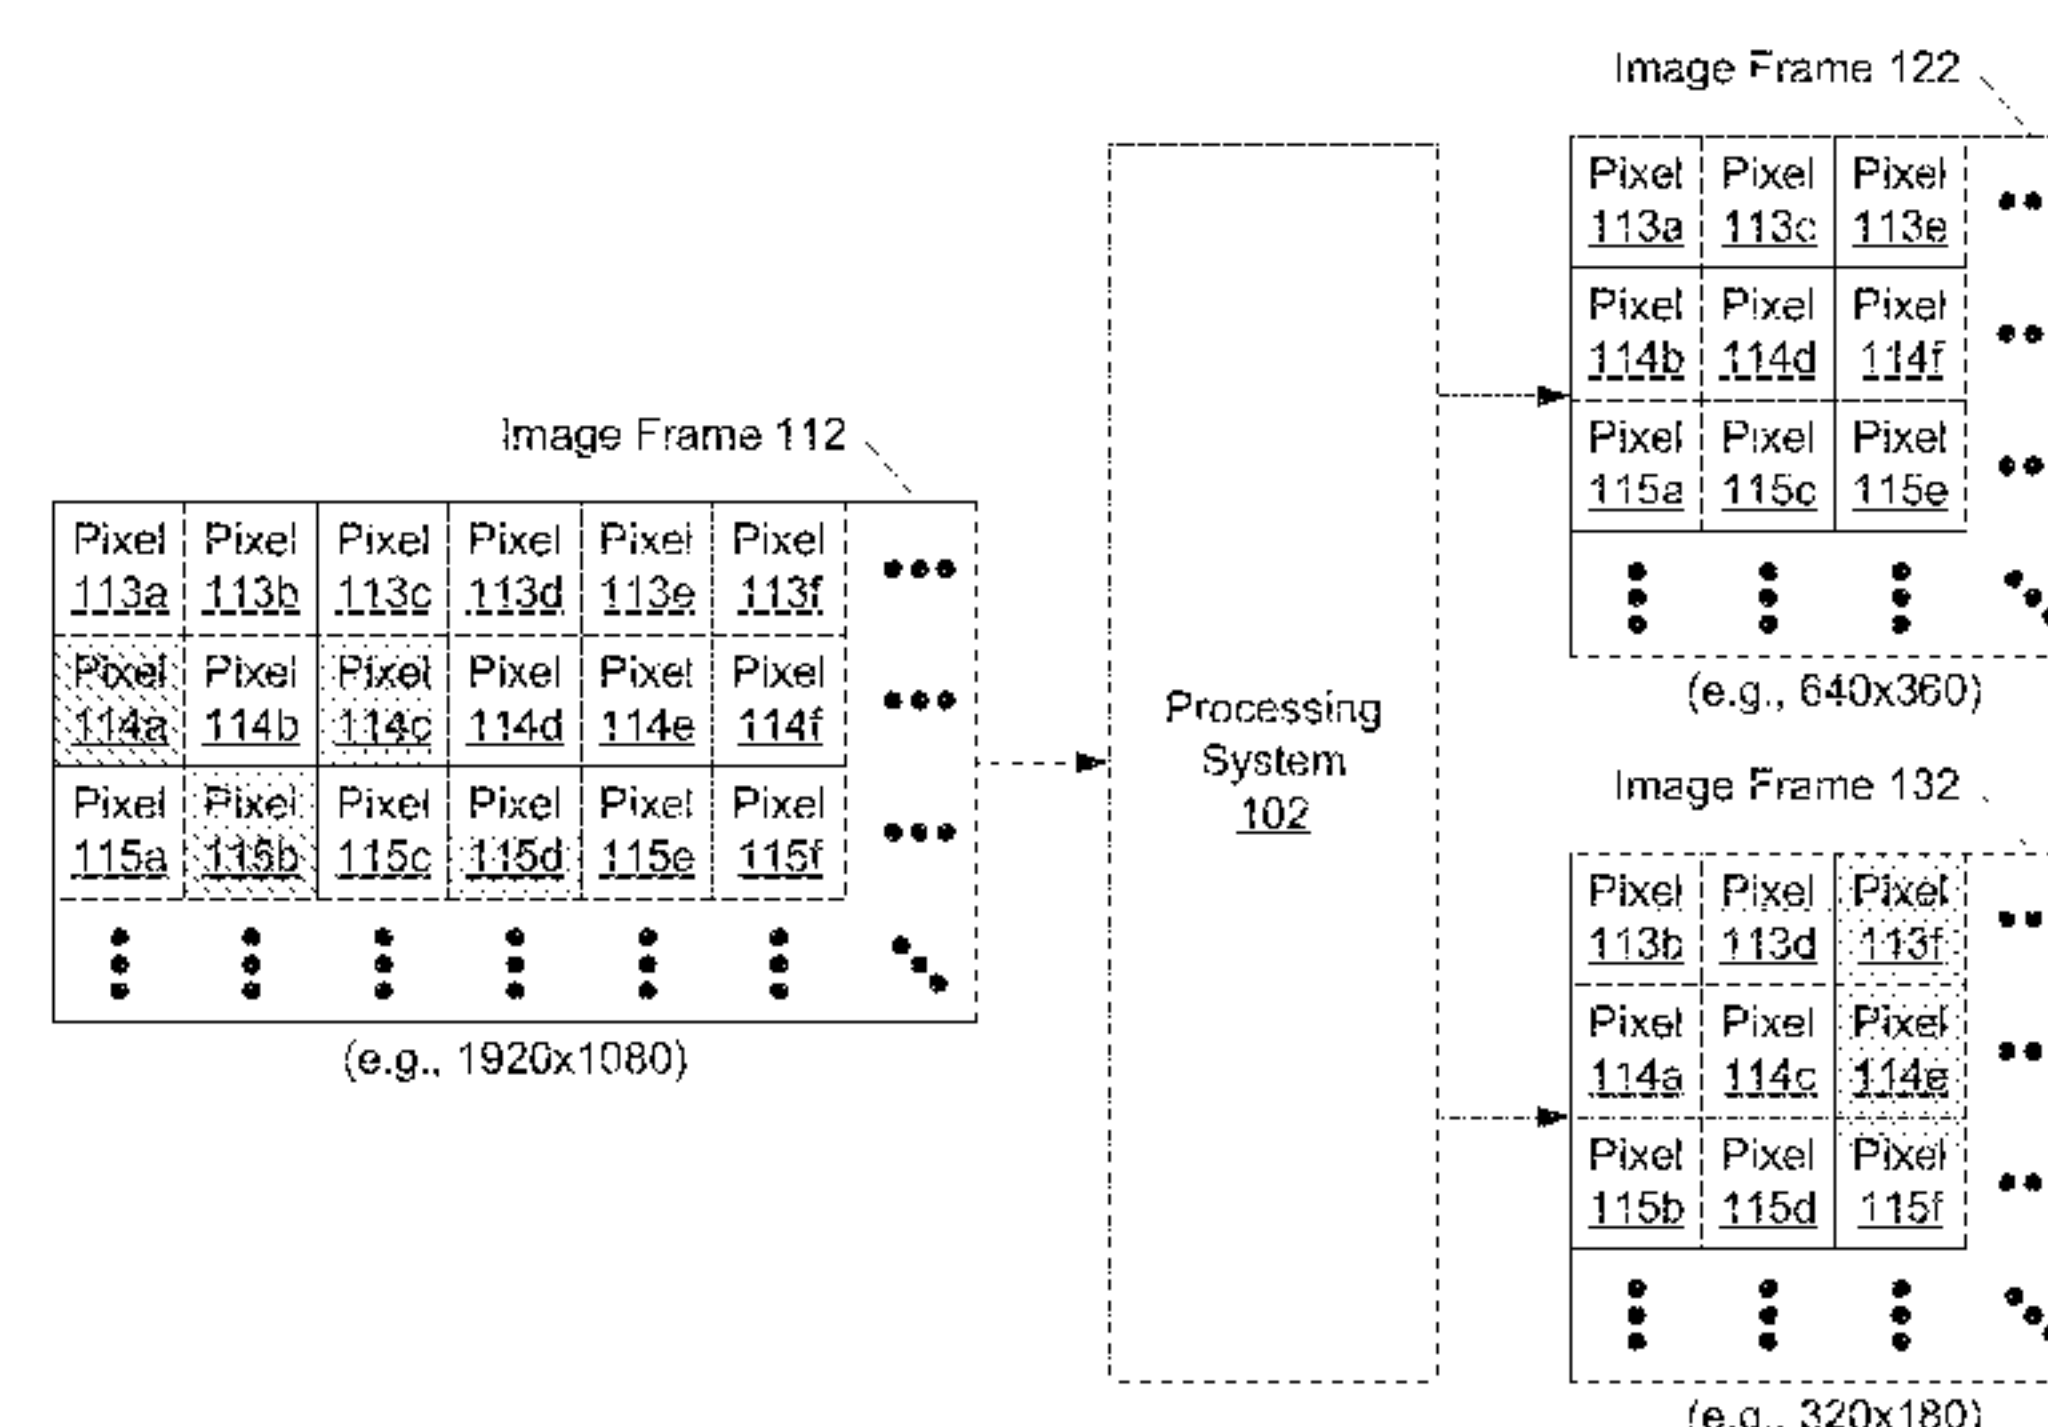 Image Frame 122
Pixel Pixel Pixel
113a 113c 113e
Pixel Pixel Pixel
114b 114d 114f
Pixel Pixel Pixel
115a 115c 115e
(e.g., 640x360)
Image Frame 112
Pixel Pixel Pixel Pixel Pixel Pixel
113a 113b 113c 113d 113e 113f
Pixel Pixel Pixel Pixel Pixel Pixel
114a 114b 114c 114d 114e 114f
Pixel Pixel Pixel Pixel Pixel Pixel
115a 115b 115c 115d 115e 115f
(e.g., 1920x1080)
Processing
System
102
Image Frame 132
Pixel Pixel Pixel
113b 113d 113f
Pixel Pixel Pixel
114a 114c 114e
Pixel Pixel Pixel
115b 115d 115f
(e.g., 320x180)